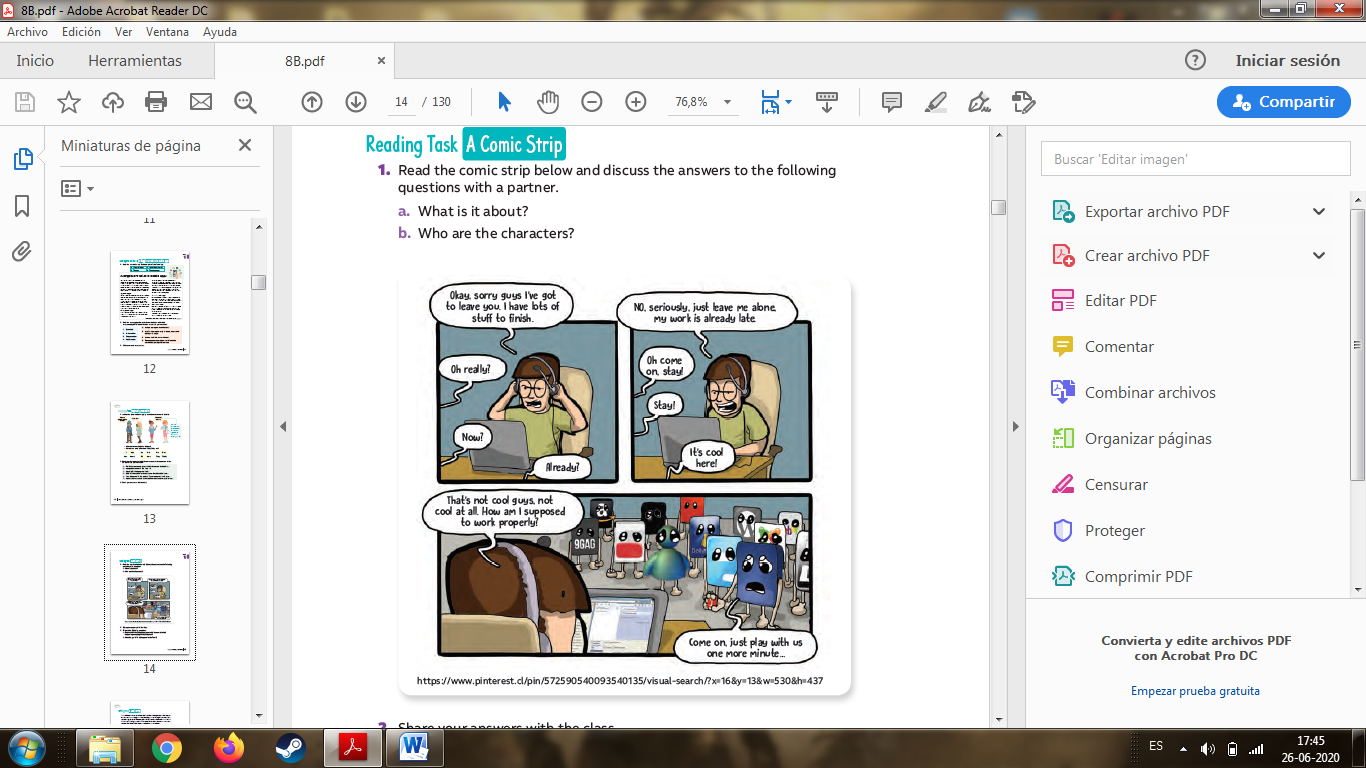 8B.pdf - Adobe Acrobat Reader DC
Archivo Edición Ver Ventana Ayuda
Inicio Herramientas 8B.pdf × Iniciar sesión
14 / 130 76,8% Compartir
Miniaturas de página
11
12
13
14
Reading Task A Comic Strip
1. Read the comic strip below and discuss the answers to the following
questions with a partner.
a. What is it about?
b. Who are the characters?
Okay, sorry guys I've got
to leave you. I have lots of
stuff to finish.
Oh really?
Now?
Already?
NO, seriously, just leave me alone,
my work is already late.
Oh come
on, stay!
Stay!
It's cool
here!
That's not cool guys, not
cool at all. How am I supposed
to work properly?
9GAG
Come on, just play with us
one more minute...
https://www.pinterest.cl/pin/572590540093540135/visual-search/?x=16&y=13&w=530&h=437
2. Share your answers with the class.
Buscar 'Editar imagen'
Exportar archivo PDF
Crear archivo PDF
Editar PDF
Comentar
Combinar archivos
Organizar páginas
Censurar
Proteger
Comprimir PDF
Convierta y edite archivos PDF
con Acrobat Pro DC
Empezar prueba gratuita
ES
17:45
26-06-2020